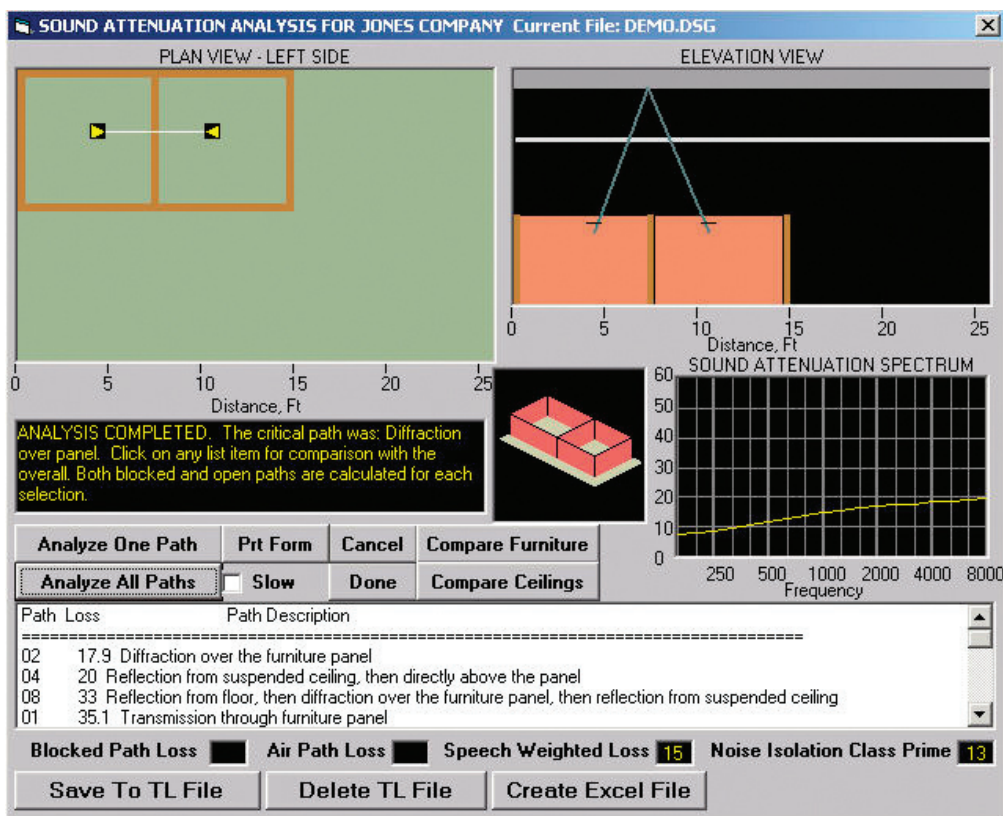 SOUND ATTENUATION ANALYSIS FOR JONES COMPANY Current File: DEMO.DSG
PLAN VIEW - LEFT SIDE
ELEVATION VIEW
0 5 10 15 20 25
Distance, Ft
0 5 10 15 20 25
Distance, Ft
ANALYSIS COMPLETED. The critical path was: Diffraction
over panel. Click on any list item for comparison with the
overall. Both blocked and open paths are calculated for each
selection.
SOUND ATTENUATION SPECTRUM
60
50
40
30
20
10
0
250 500 1000 2000 4000 8000
Frequency
Analyze One Path Prt Form Cancel Compare Furniture
Analyze All Paths Slow Done Compare Ceilings
Path Loss Path Description
=====================================================================================
02 17.9 Diffraction over the furniture panel
04 20 Reflection from suspended ceiling, then directly above the panel
08 33 Reflection from floor, then diffraction over the furniture panel, then reflection from suspended ceiling
01 35.1 Transmission through furniture panel
Blocked Path Loss Air Path Loss Speech Weighted Loss 15 Noise Isolation Class Prime 13
Save To TL File Delete TL File Create Excel File